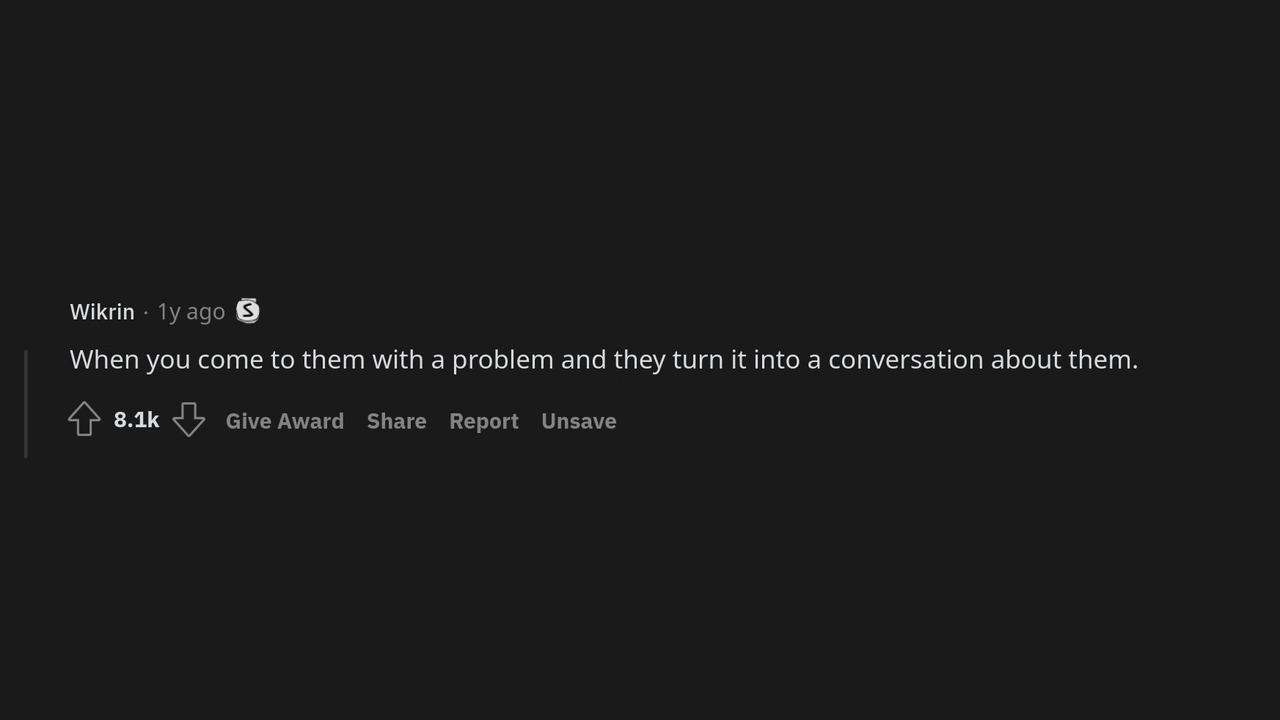 Wikrin · 1y ago S
When you come to them with a problem and they turn it into a conversation about them.
8.1k Give Award Share Report Unsave